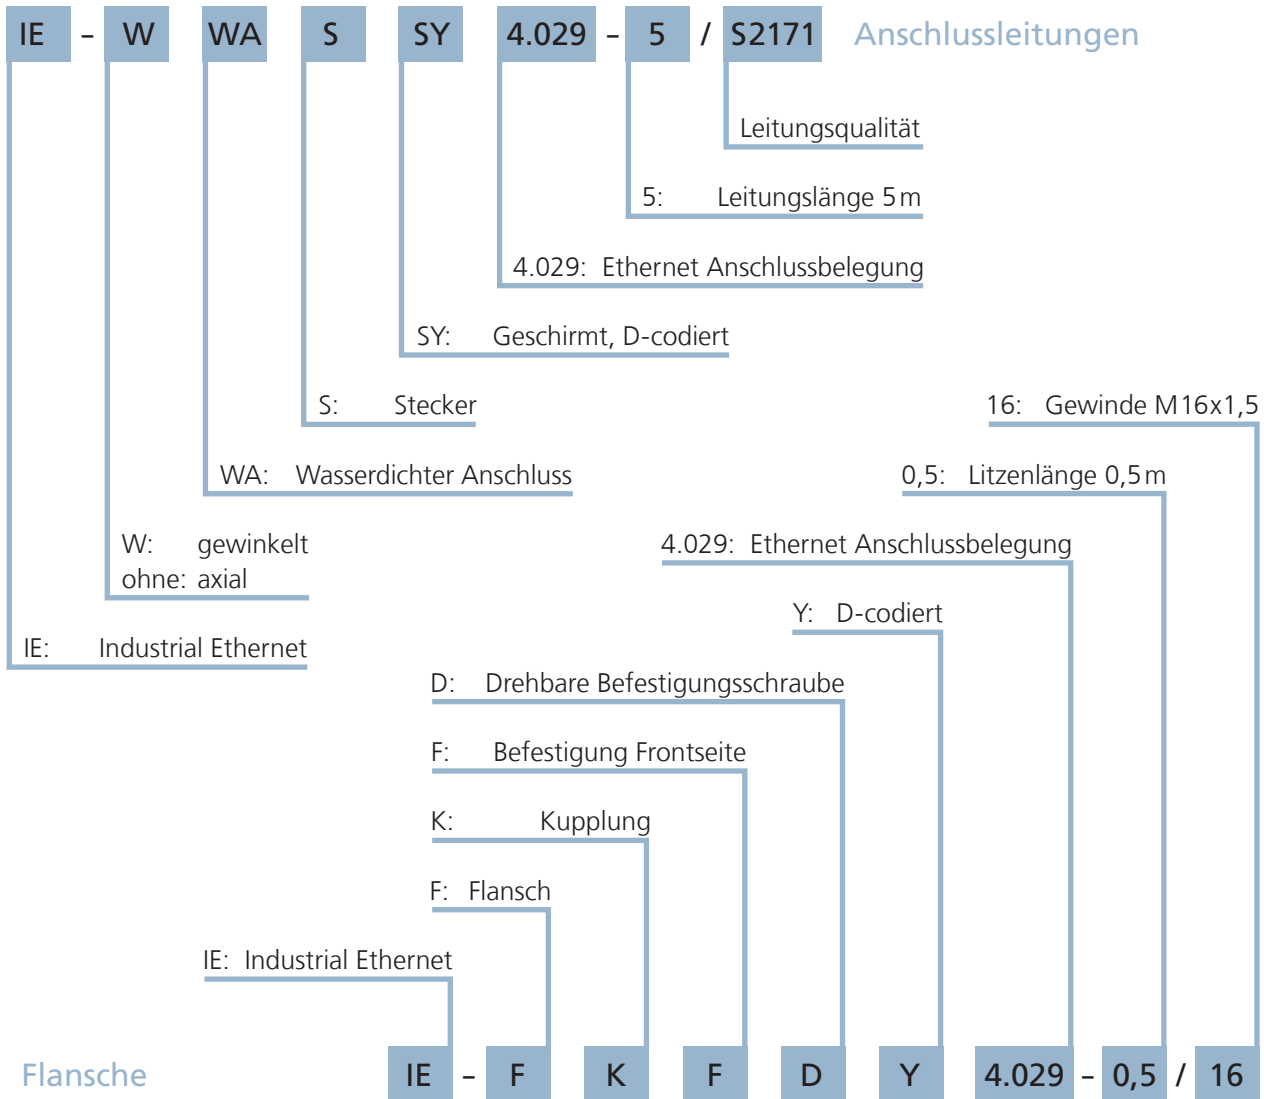 IE – W WA S SY 4.029 – 5 / S2171 Anschlussleitungen
Leitungsqualität
5: Leitungslänge 5 m
4.029: Ethernet Anschlussbelegung
SY: Geschirmt, D-codiert
S: Stecker
16: Gewinde M16x1,5
WA: Wasserdichter Anschluss
0,5: Litzenlänge 0,5 m
W: gewinkelt
ohne: axial
4.029: Ethernet Anschlussbelegung
Y: D-codiert
IE: Industrial Ethernet
D: Drehbare Befestigungsschraube
F: Befestigung Frontseite
K: Kupplung
F: Flansch
IE: Industrial Ethernet
Flansche IE – F K F D Y 4.029 – 0,5 / 16